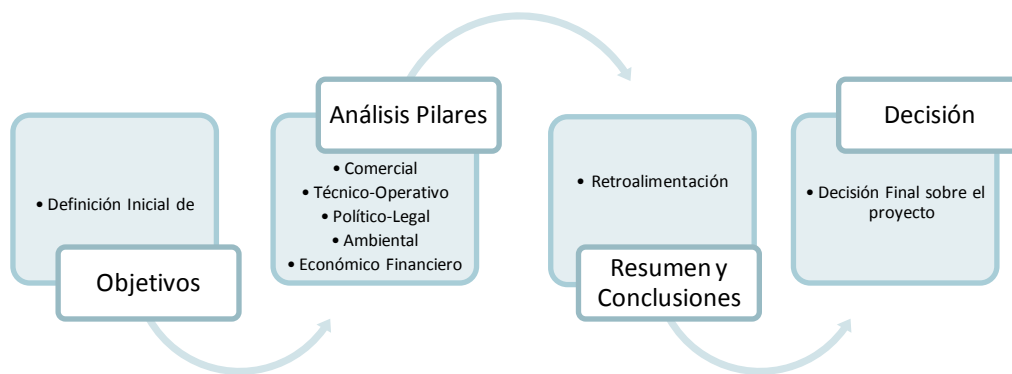 • Definición Inicial de
Objetivos
Análisis Pilares
• Comercial
• Técnico-Operativo
• Político-Legal
• Ambiental
• Económico Financiero
• Retroalimentación
Resumen y
Conclusiones
Decisión
• Decisión Final sobre el
proyecto